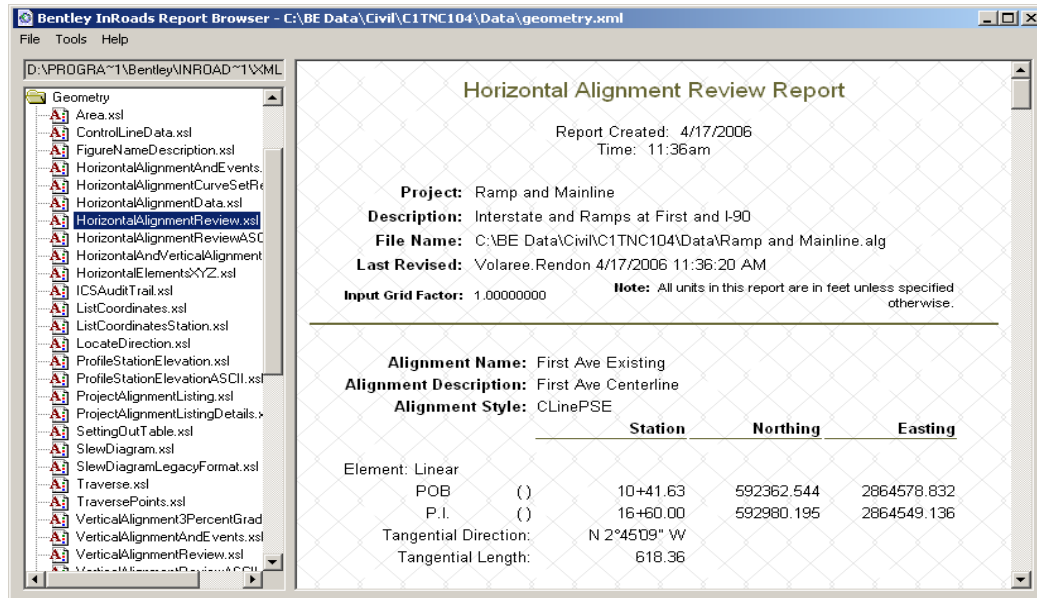 Bentley InRoads Report Browser - C:\BE Data\Civil\C1TNC104\Data\geometry.xml
File Tools Help
D:\PROGRA~1\Bentley\INROAD~1\XML
Geometry
Area.xsl
ControlLineData.xsl
FigureNameDescription.xsl
HorizontalAlignmentAndEvents.
HorizontalAlignmentCurveSetRe
HorizontalAlignmentData.xsl
HorizontalAlignmentReview.xsl
HorizontalAlignmentReviewASC
HorizontalAndVerticalAlignment
HorizontalElementsXYZ.xsl
ICSAuditTrail.xsl
ListCoordinates.xsl
ListCoordinatesStation.xsl
LocateDirection.xsl
ProfileStationElevation.xsl
ProfileStationElevationASCII.xsl
ProjectAlignmentListing.xsl
ProjectAlignmentListingDetails.x
SettingOutTable.xsl
SlewDiagram.xsl
SlewDiagramLegacyFormat.xsl
Traverse.xsl
TraversePoints.xsl
VerticalAlignment3PercentGrad
VerticalAlignmentAndEvents.xsl
VerticalAlignmentReview.xsl
Horizontal Alignment Review Report
Report Created: 4/17/2006
Time: 11:36am
Project: Ramp and Mainline
Description: Interstate and Ramps at First and I-90
File Name: C:\BE Data\Civil\C1TNC104\Data\Ramp and Mainline.alg
Last Revised: Volaree.Rendon 4/17/2006 11:36:20 AM
Input Grid Factor: 1.00000000 Note: All units in this report are in feet unless specified
otherwise.
Alignment Name: First Ave Existing
Alignment Description: First Ave Centerline
Alignment Style: CLinePSE
Station Northing Easting
Element: Linear
POB () 10+41.63 592362.544 2864578.832
P.I. () 16+60.00 592980.195 2864549.136
Tangential Direction: N 2°45'09" W
Tangential Length: 618.36